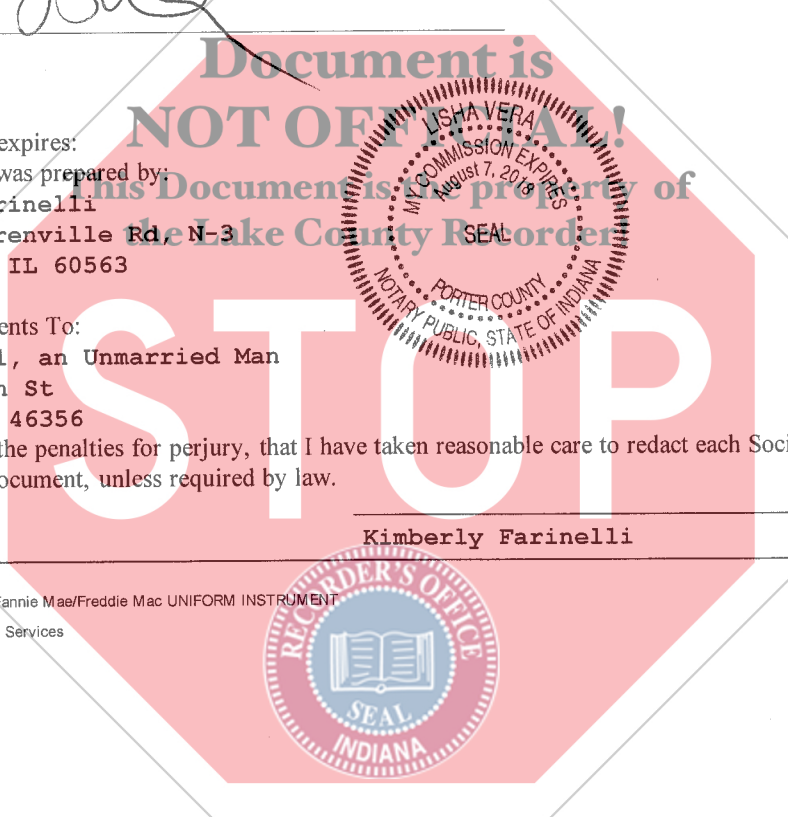 Document is
NOT OFFICIAL!
This Document is the property of
the Lake County Recorder!
STOP
expires:
was prepared by:
rinelli
renville Rd, N-3
IL 60563
LISHA VERA
MY COMMISSION EXPIRES
August 7, 2018
SEAL
PORTER COUNTY
NOTARY PUBLIC, STATE OF INDIANA
ents To:
l, an Unmarried Man
n St
46356
the penalties for perjury, that I have taken reasonable care to redact each Soci
ocument, unless required by law.
Kimberly Farinelli
annie Mae/Freddie Mac UNIFORM INSTRUMENT
Services
RECORDER'S OFFICE
SEAL
INDIANA